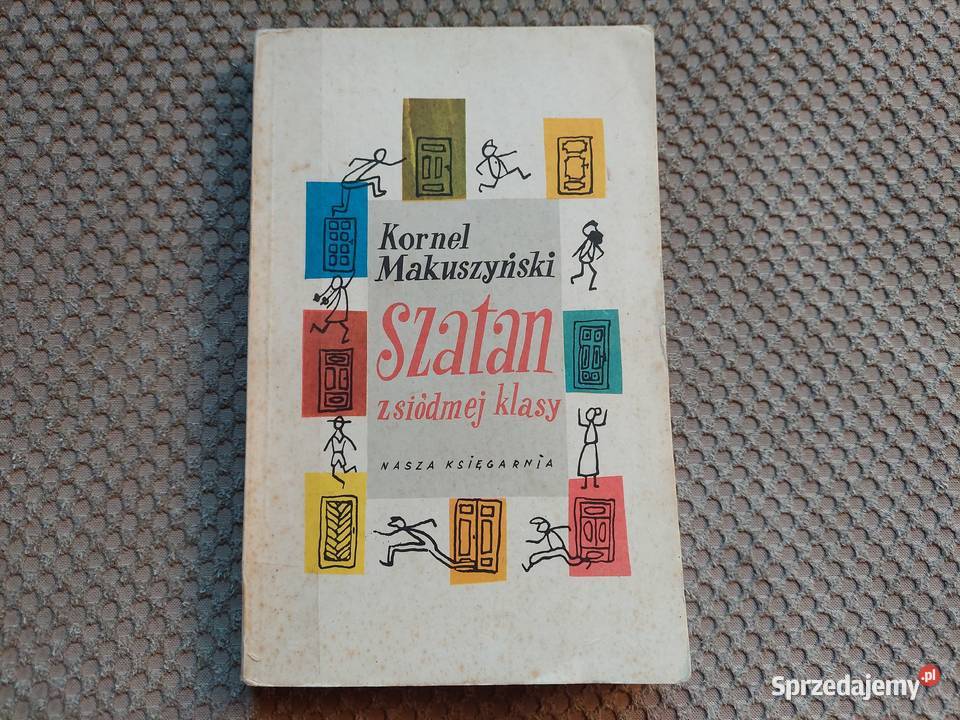 Kornel
Makuszyński
Szatan
z siódmej klasy
NASZA KSIĘGARNIA
Sprzedajemy.pl